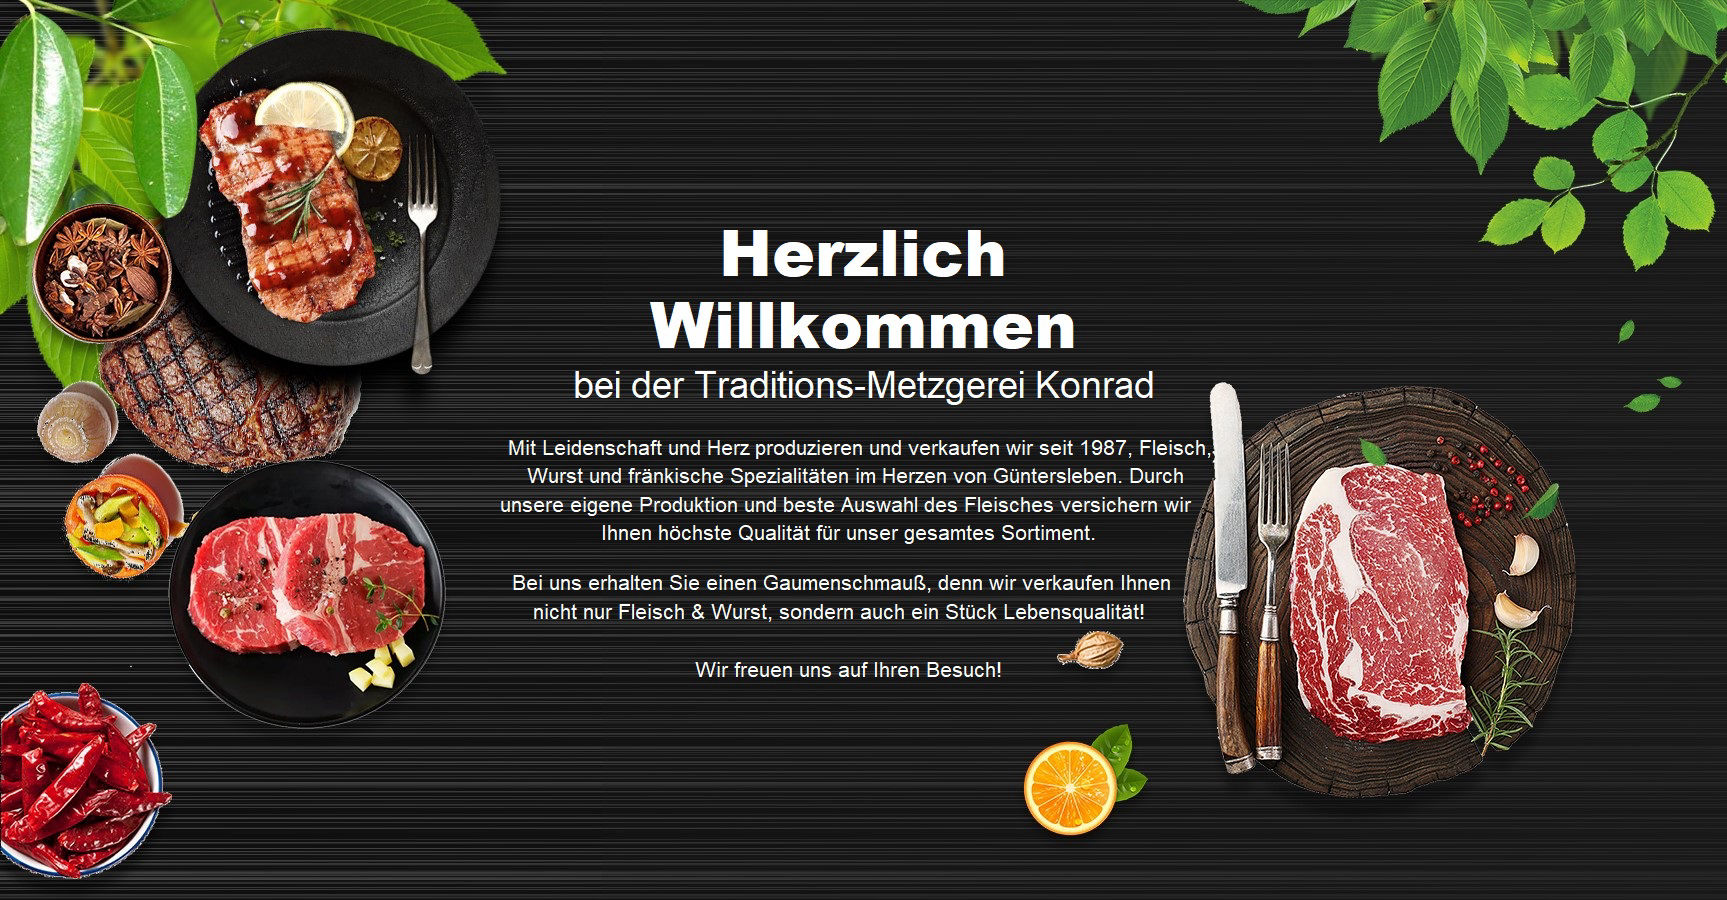 Herzlich
Willkommen
bei der Traditions-Metzgerei Konrad
Mit Leidenschaft und Herz produzieren und verkaufen wir seit 1987, Fleisch,
Wurst und fränkische Spezialitäten im Herzen von Güntersleben. Durch
unsere eigene Produktion und beste Auswahl des Fleisches versichern wir
Ihnen höchste Qualität für unser gesamtes Sortiment.
Bei uns erhalten Sie einen Gaumenschmauß, denn wir verkaufen Ihnen
nicht nur Fleisch & Wurst, sondern auch ein Stück Lebensqualität!
Wir freuen uns auf Ihren Besuch!